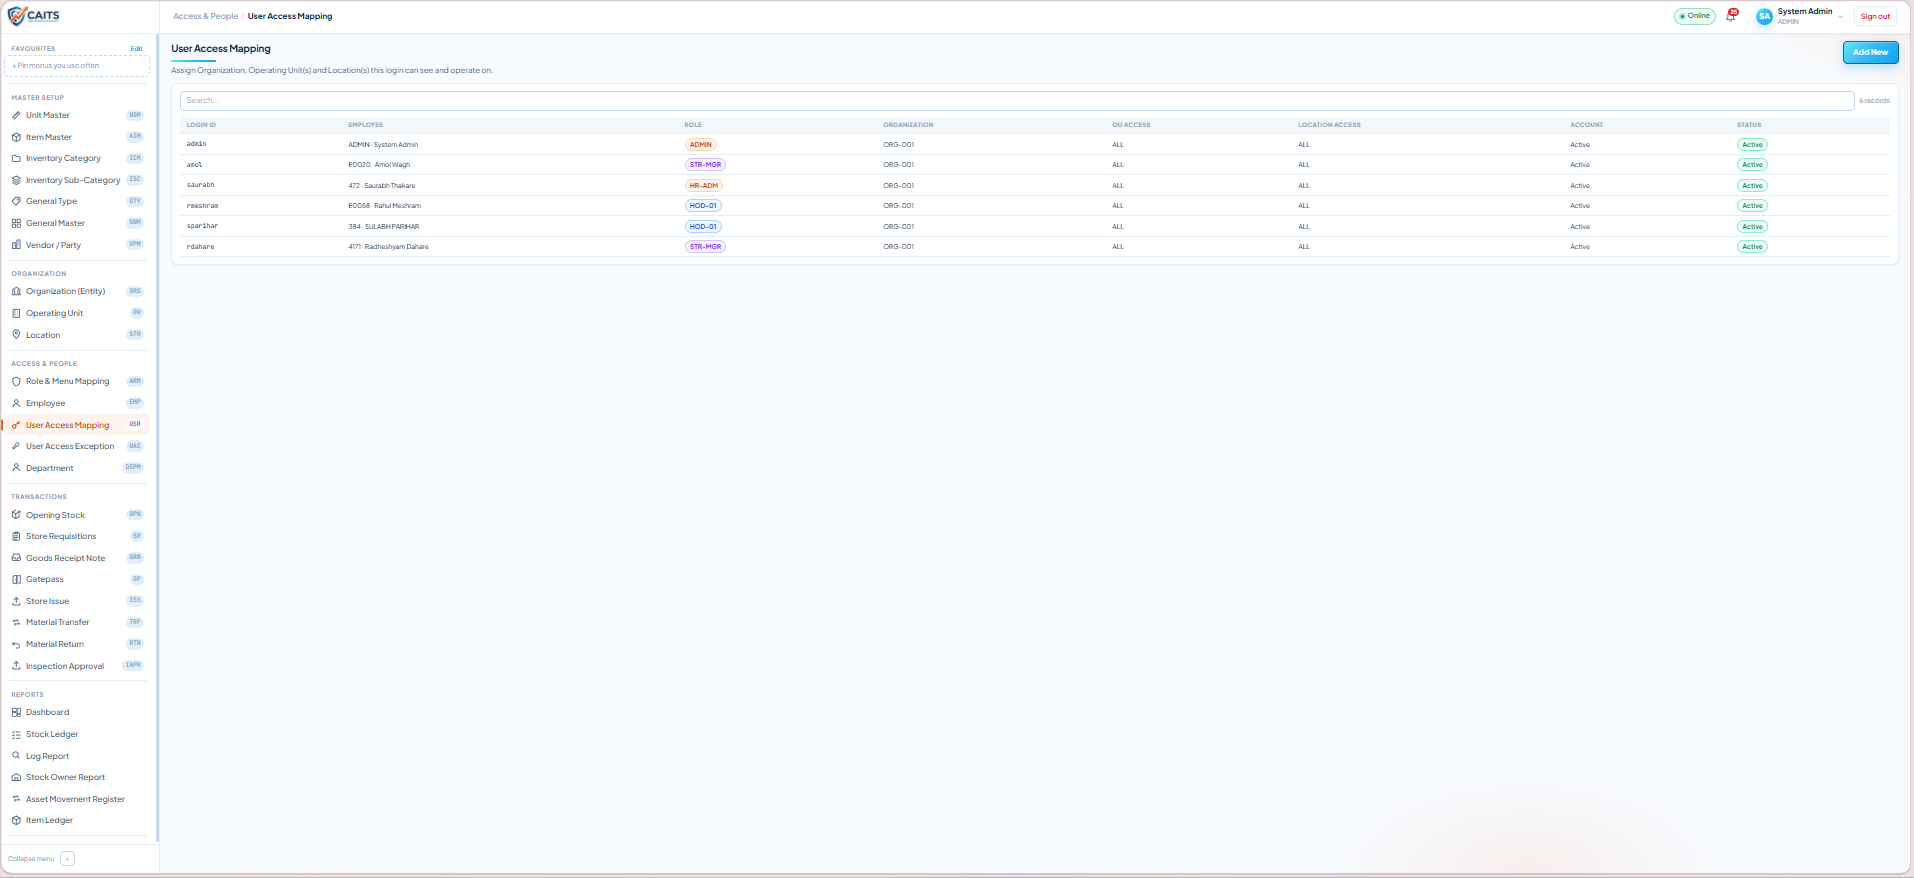 CAITS
Access & People / User Access Mapping
Online
25
SA
System Admin
ADMIN
Sign out
FAVOURITES
Edit
+ Pin menus you use often
MASTER SETUP
Unit Master UOM
Item Master AIM
Inventory Category ICM
Inventory Sub-Category ISC
General Type GTY
General Master GNM
Vendor / Party VPM
ORGANIZATION
Organization (Entity) ORG
Operating Unit OU
Location STR
ACCESS & PEOPLE
Role & Menu Mapping ARM
Employee EMP
User Access Mapping USR
User Access Exception UAE
Department DEPM
TRANSACTIONS
Opening Stock OPN
Store Requisitions SR
Goods Receipt Note GRN
Gatepass GP
Store Issue ISS
Material Transfer TRF
Material Return RTN
Inspection Approval IAPR
REPORTS
Dashboard
Stock Ledger
Log Report
Stock Owner Report
Asset Movement Register
Item Ledger
Collapse menu ‹
User Access Mapping
Add New
Assign Organization, Operating Unit(s) and Location(s) this login can see and operate on.
Search...
6 records
LOGIN ID EMPLOYEE ROLE ORGANIZATION OU ACCESS LOCATION ACCESS ACCOUNT STATUS
admin ADMIN · System Admin ADMIN ORG-001 ALL ALL Active Active
amol E0020 · Amol Wagh STR-MGR ORG-001 ALL ALL Active Active
saurabh 472 · Saurabh Thakare HR-ADM ORG-001 ALL ALL Active Active
rmeshram E0058 · Rahul Meshram HOD-01 ORG-001 ALL ALL Active Active
sparihar 384 · SULABH PARIHAR HOD-01 ORG-001 ALL ALL Active Active
rdahare 4171 · Radheshyam Dahare STR-MGR ORG-001 ALL ALL Active Active